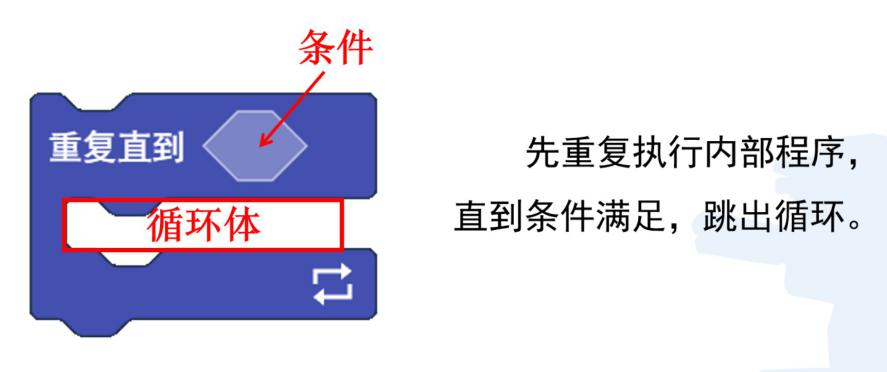 条件
重复直到
循环体
先重复执行内部程序，
直到条件满足，跳出循环。